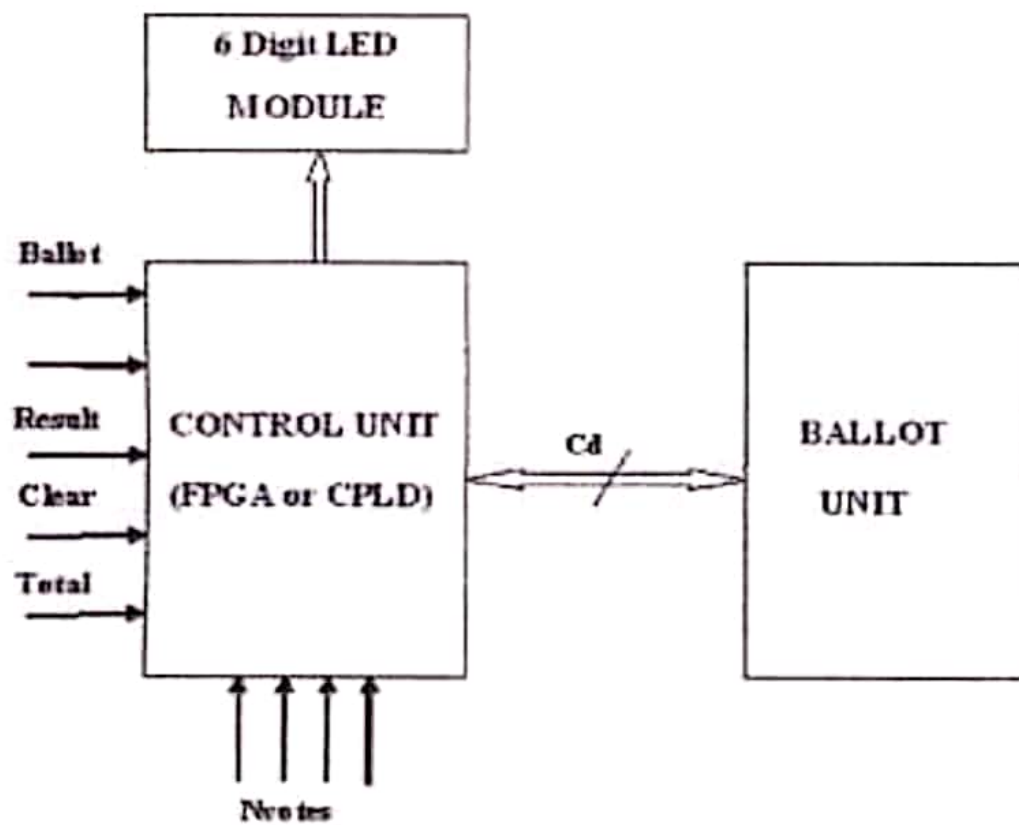 6 Digit LED
MODULE
Ballot
Result
Clear
Total
CONTROL UNIT
(FPGA or CPLD)
Cd
BALLOT
UNIT
Nvotes